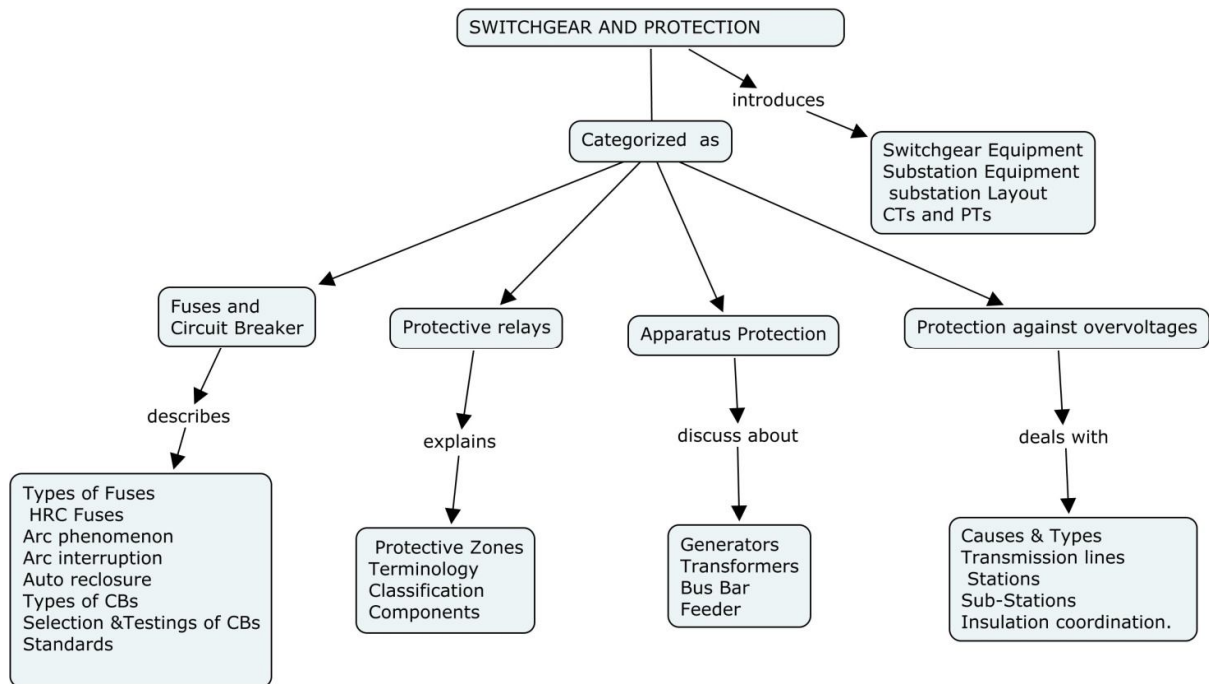 SWITCHGEAR AND PROTECTION
introduces
Categorized as
Switchgear Equipment
Substation Equipment
substation Layout
CTs and PTs
Fuses and
Circuit Breaker
Protective relays
Apparatus Protection
Protection against overvoltages
describes
explains
discuss about
deals with
Types of Fuses
HRC Fuses
Arc phenomenon
Arc interruption
Auto reclosure
Types of CBs
Selection &Testings of CBs
Standards
Protective Zones
Terminology
Classification
Components
Generators
Transformers
Bus Bar
Feeder
Causes & Types
Transmission lines
Stations
Sub-Stations
Insulation coordination.